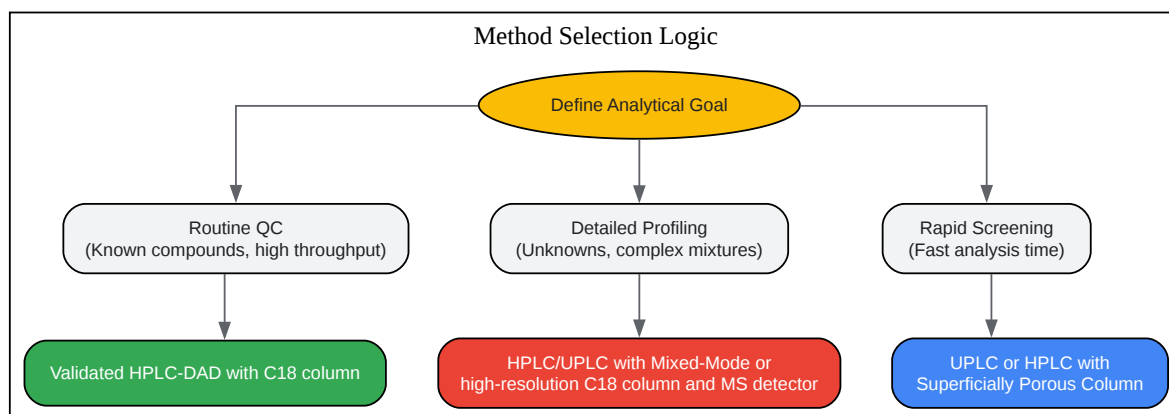 Method Selection Logic
Define Analytical Goal
Routine QC
(Known compounds, high throughput)
Detailed Profiling
(Unknowns, complex mixtures)
Rapid Screening
(Fast analysis time)
Validated HPLC-DAD with C18 column
HPLC/UPLC with Mixed-Mode or
high-resolution C18 column and MS detector
UPLC or HPLC with
Superficially Porous Column